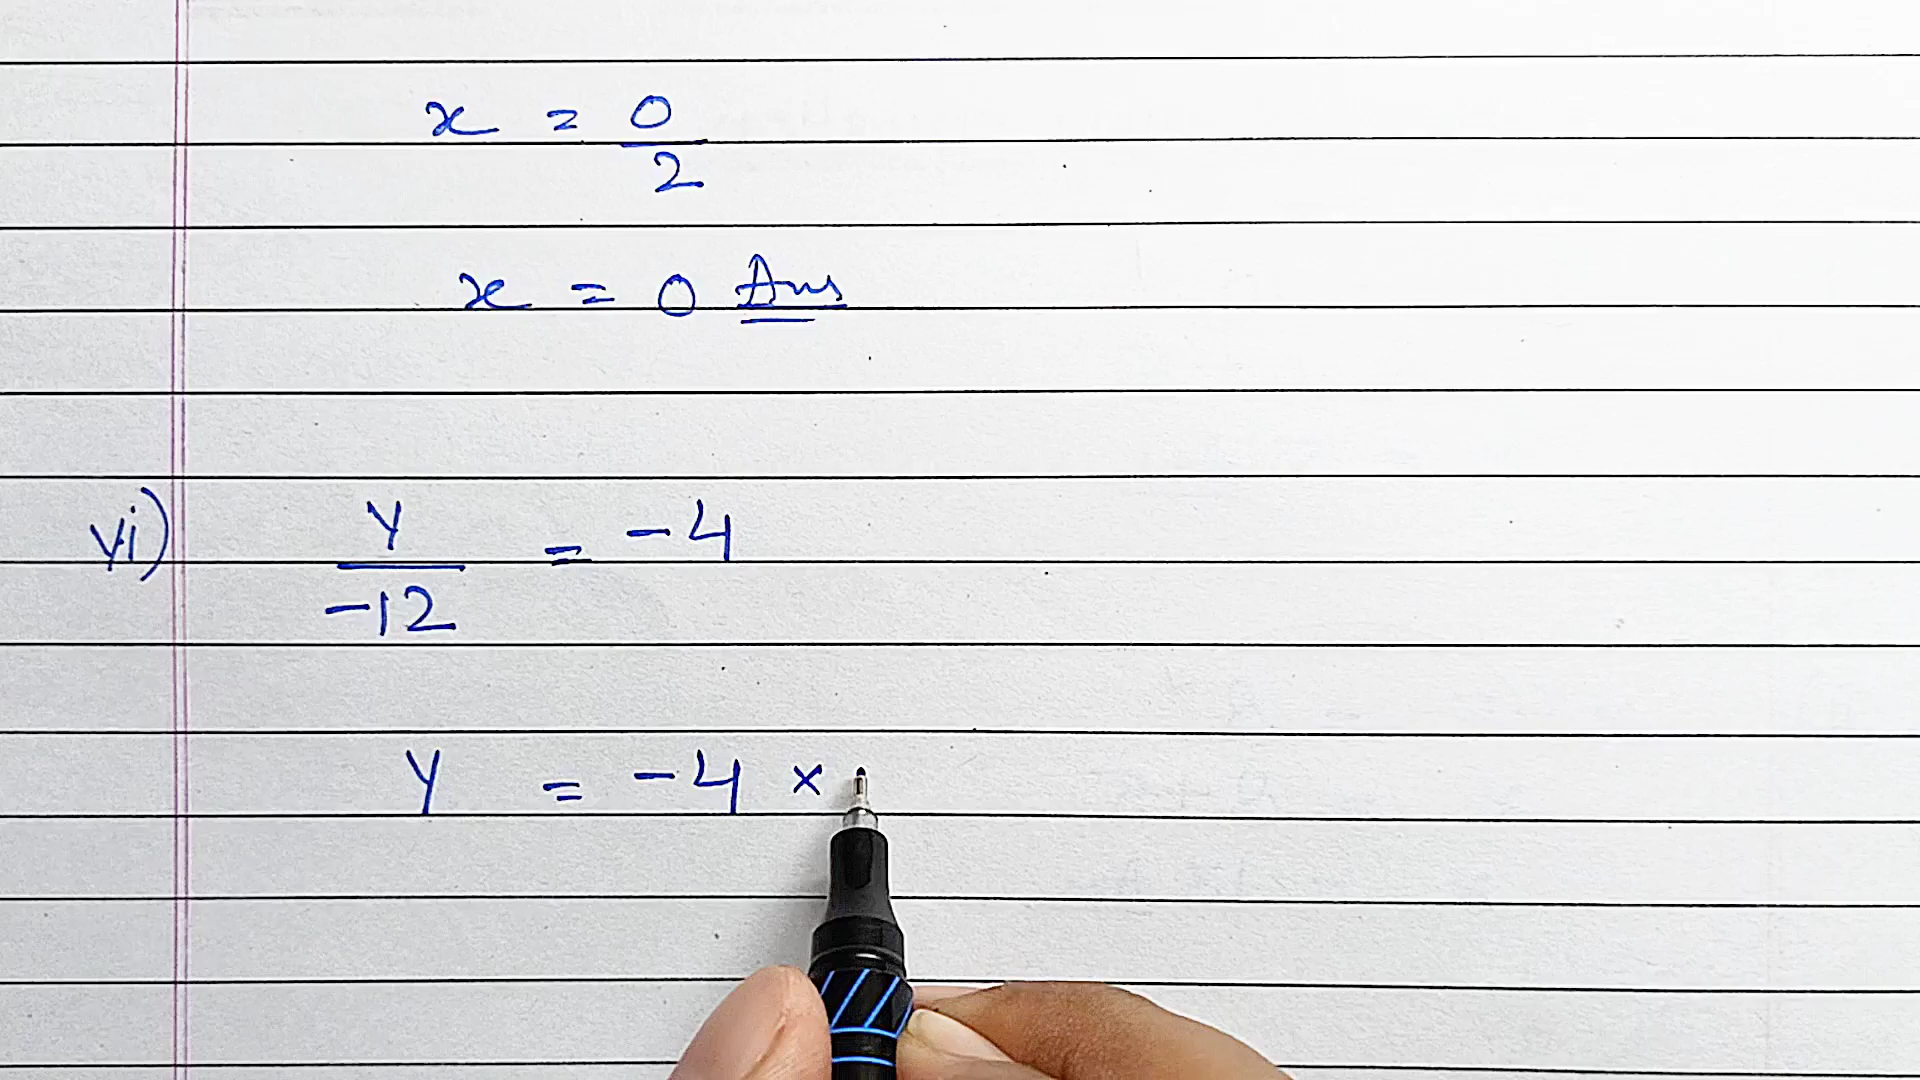 x = 0/2
x = 0 Ans
vi) y/-12 = -4
y = -4 ×